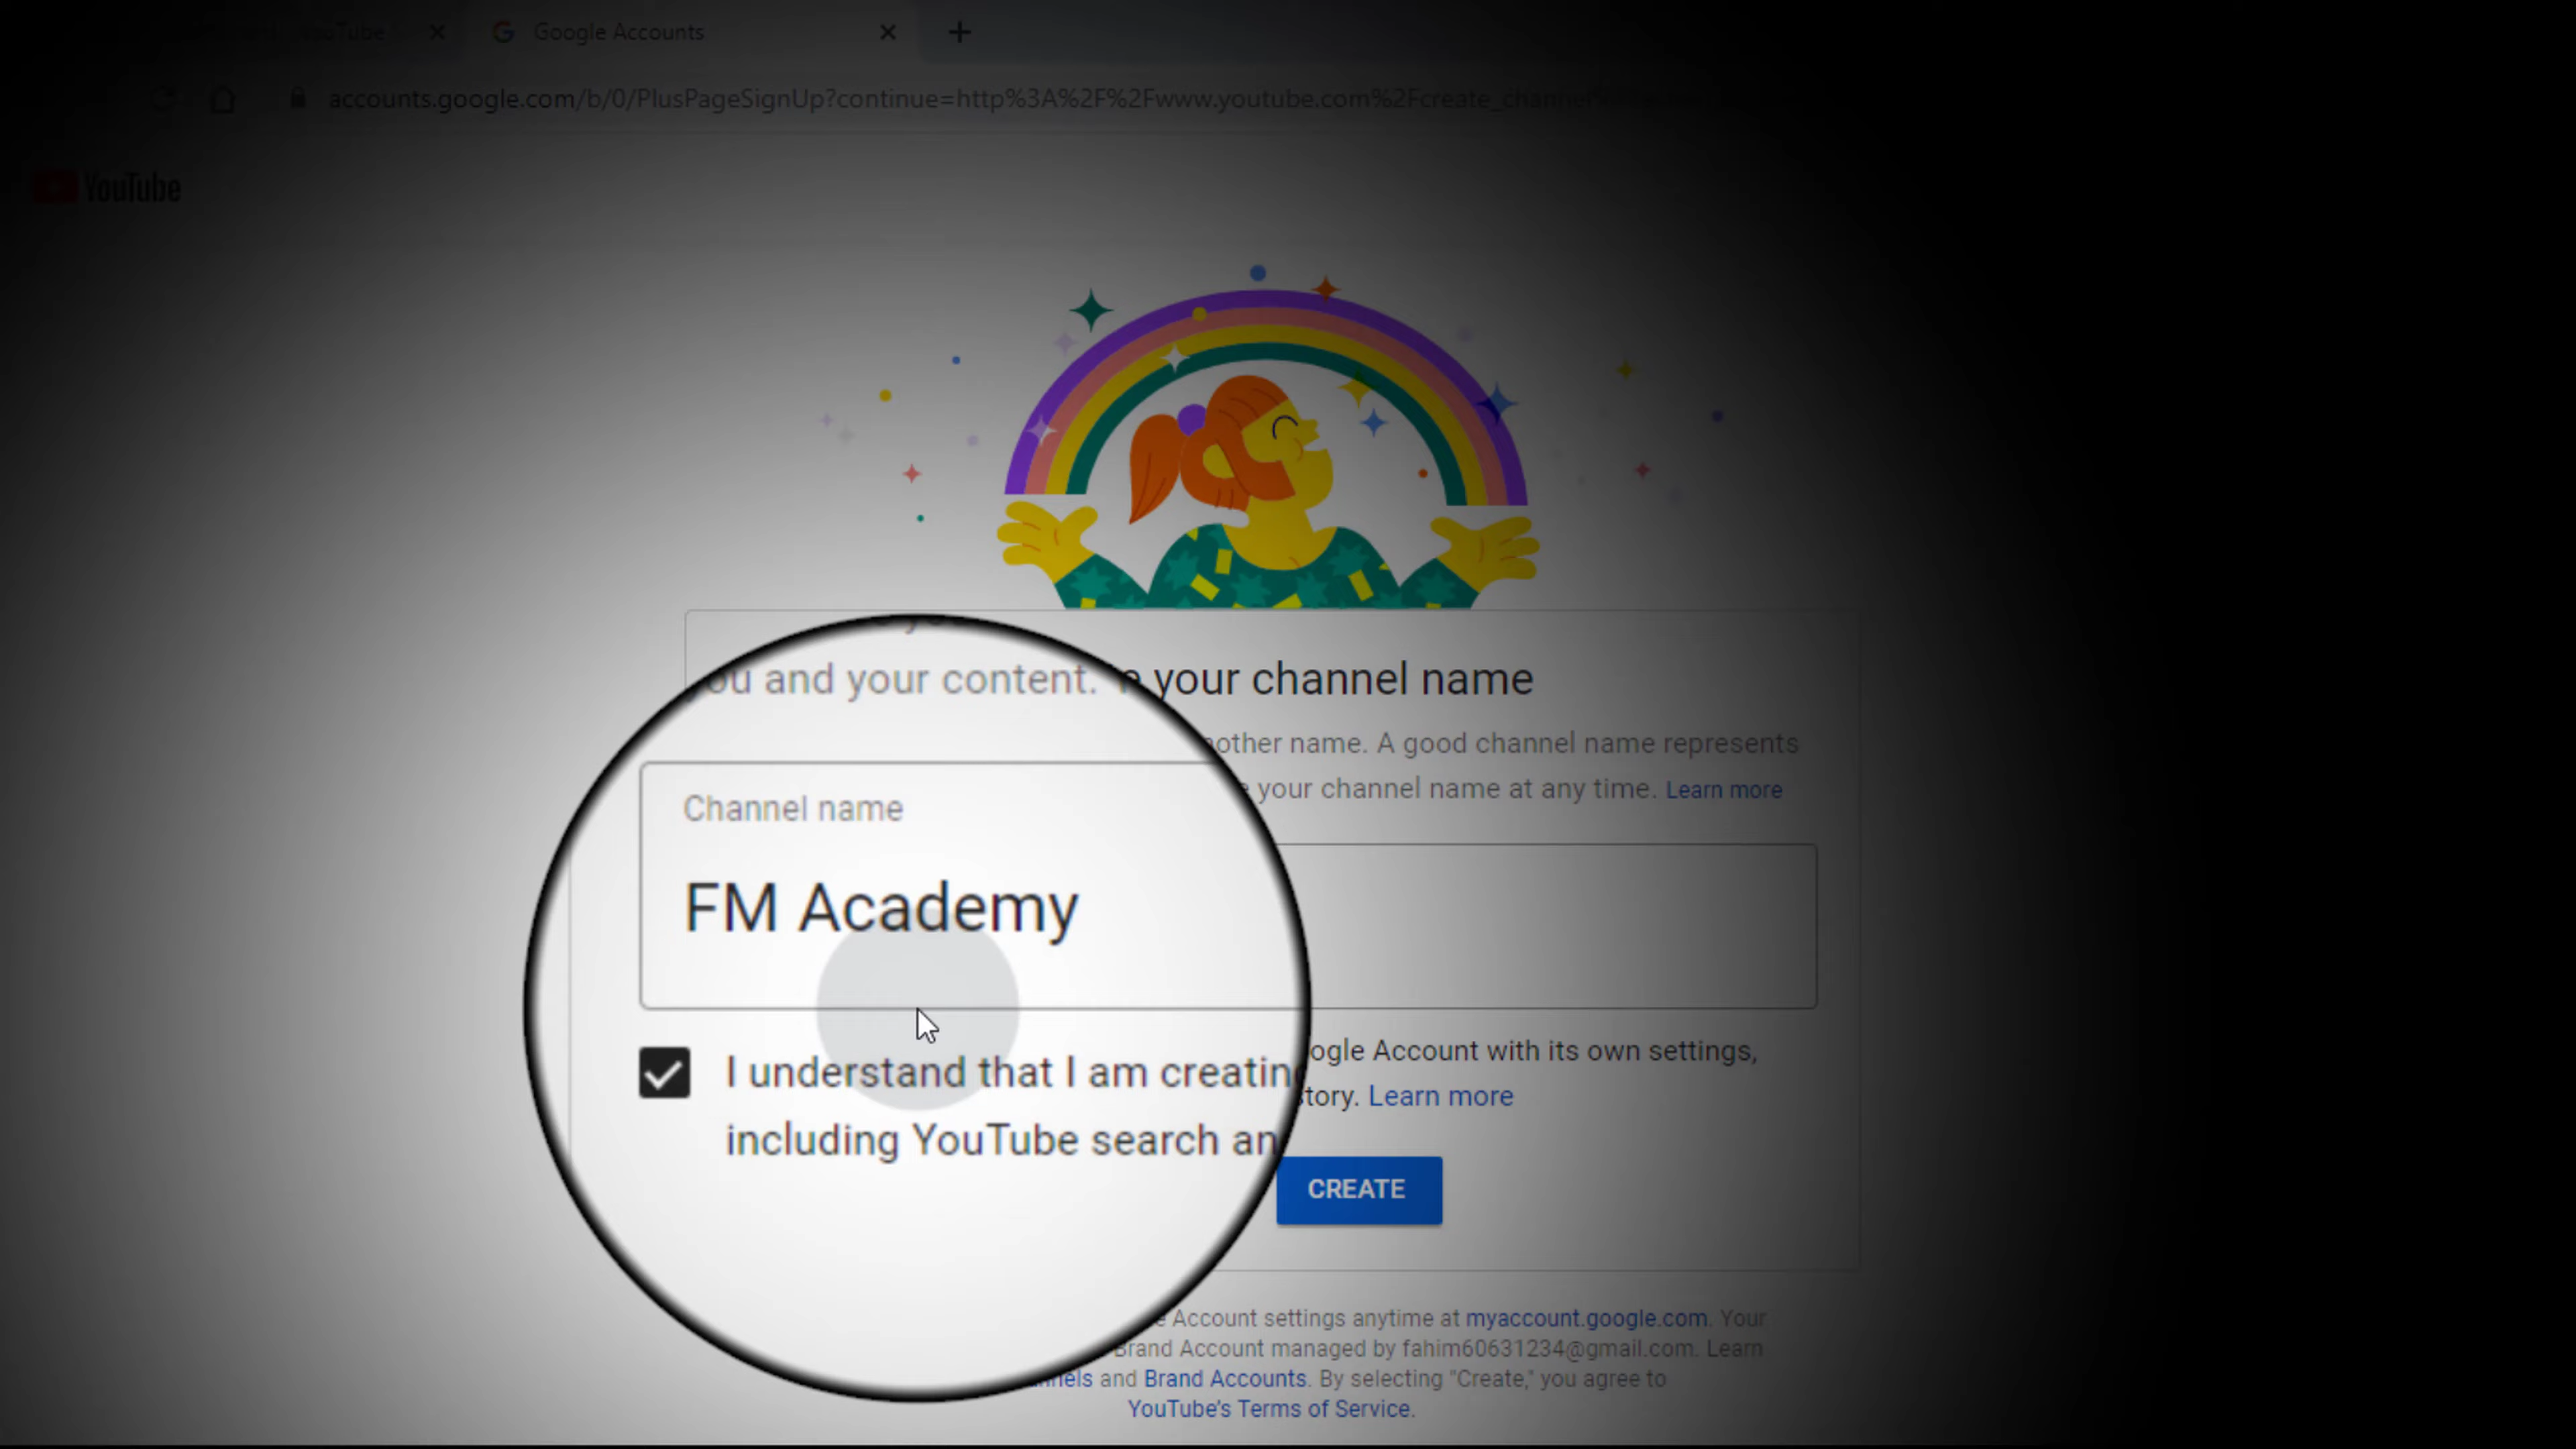 YouTube
Google Accounts
accounts.google.com/b/0/PlusPageSignUp?continue=http%3A%2F%2Fwww.youtube.com%2Fcreate_channel
YouTube
ou and your content.
your channel name
nother name. A good channel name represents
your channel name at any time. Learn more
Channel name
FM Academy
I understand that I am creating
ogle Account with its own settings,
including YouTube search an
story. Learn more
CREATE
Account settings anytime at myaccount.google.com. Your
Brand Account managed by fahim60631234@gmail.com. Learn
and Brand Accounts. By selecting "Create," you agree to
YouTube's Terms of Service.